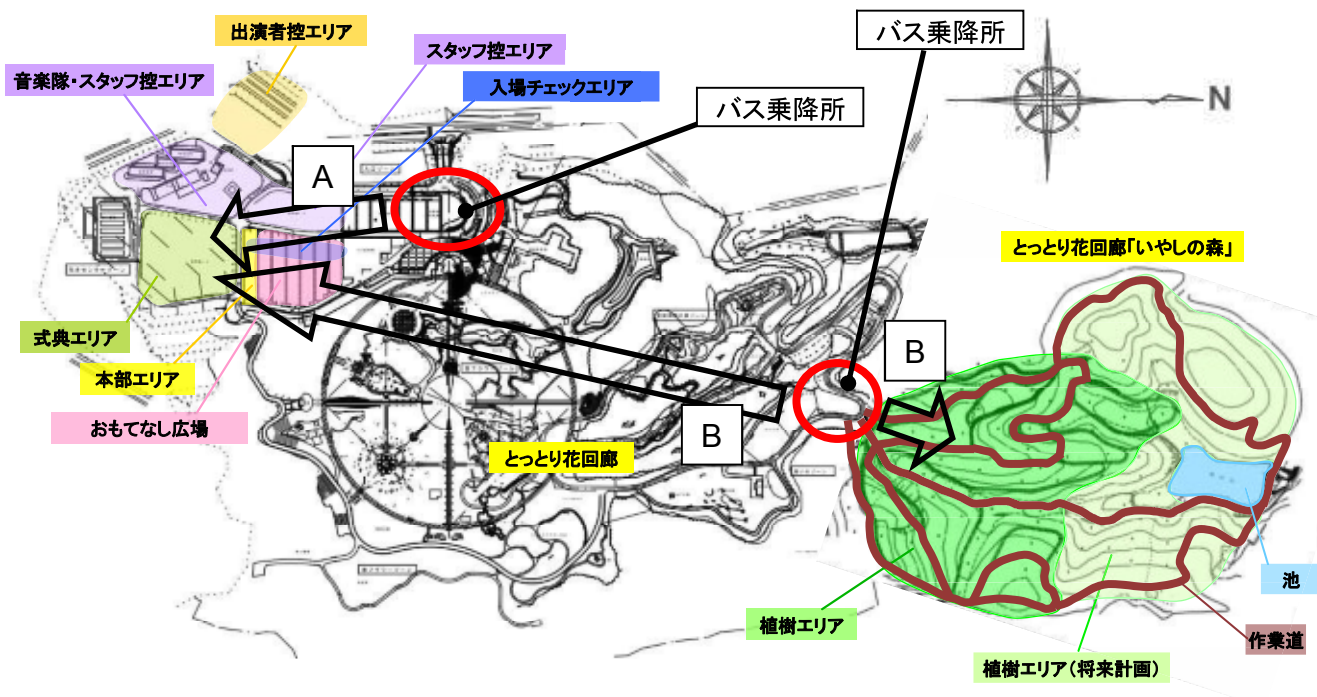 出演者控エリア
スタッフ控エリア
バス乗降所
音楽隊・スタッフ控エリア
入場チェックエリア
バス乗降所
N
A
とっとり花回廊「いやしの森」
式典エリア
B
本部エリア
おもてなし広場
B
とっとり花回廊
池
植樹エリア
作業道
植樹エリア(将来計画)